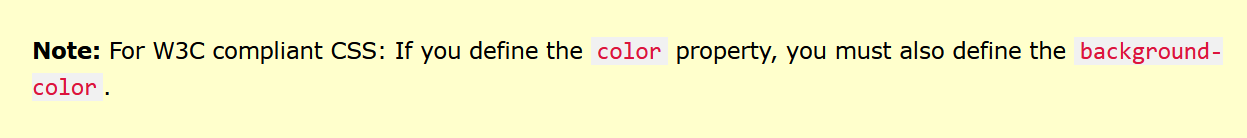 Note: For W3C compliant CSS: If you define the color property, you must also define the background-
color.